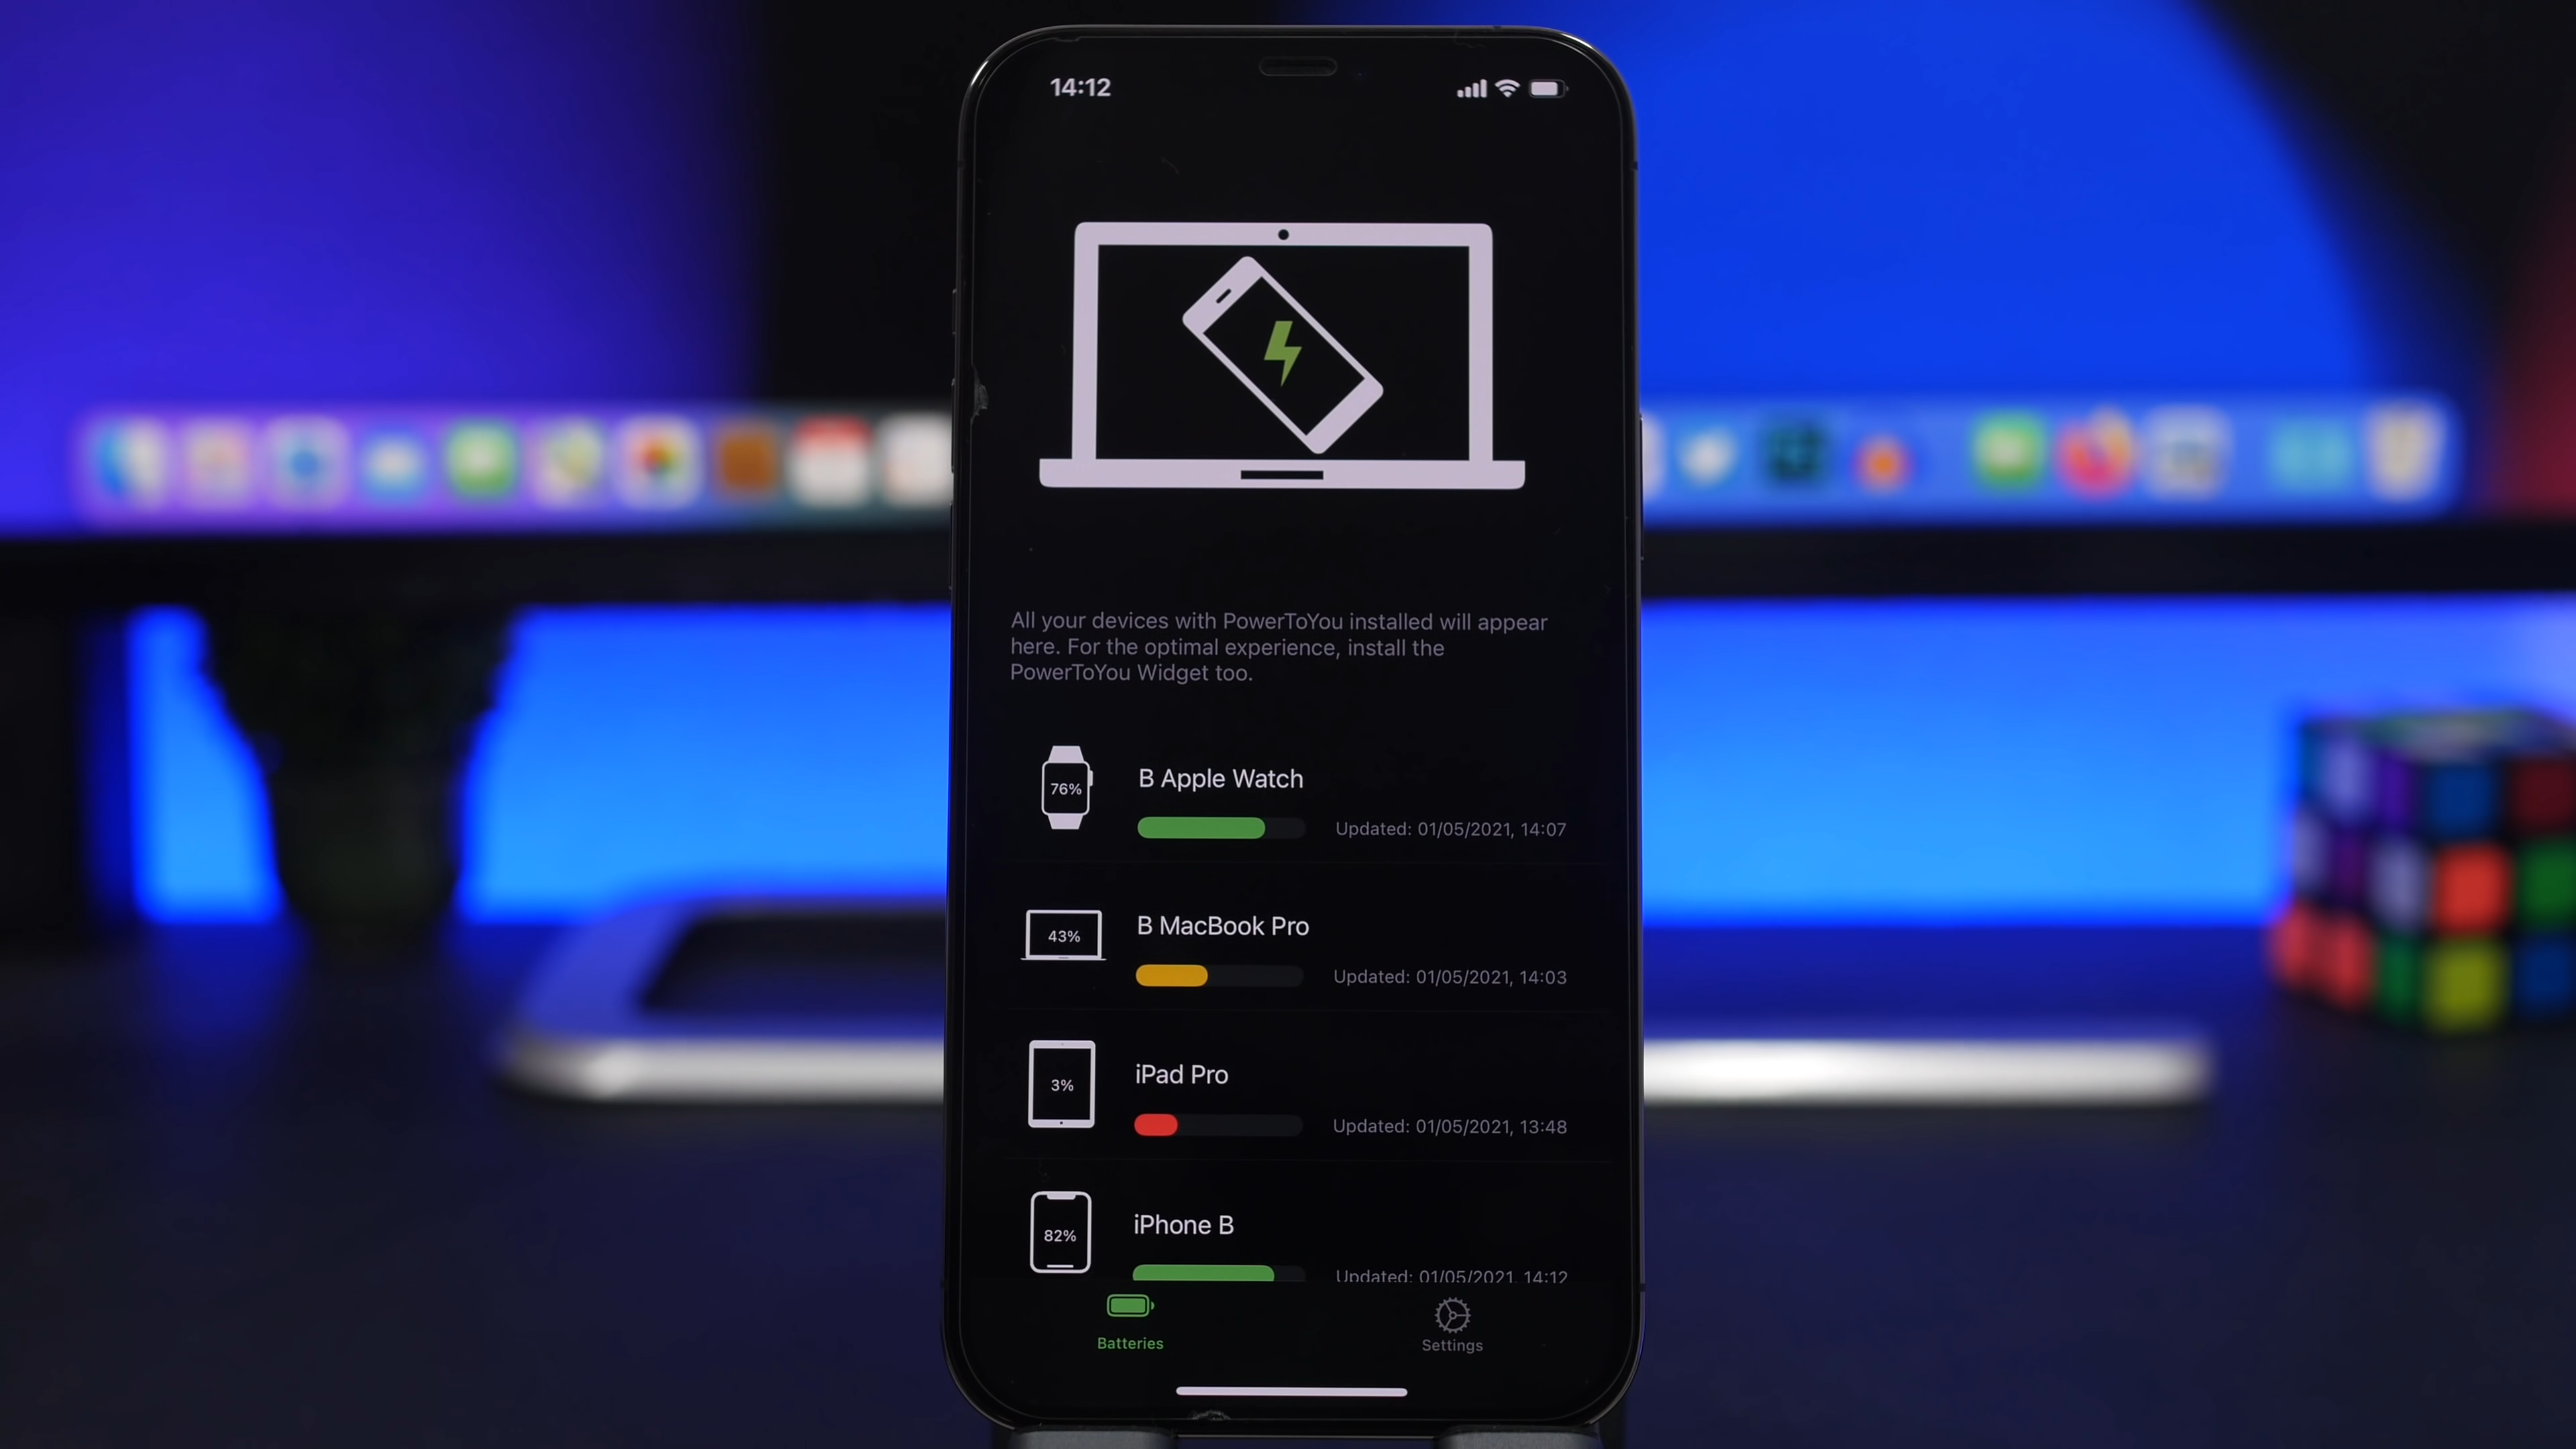 14:12
All your devices with PowerToYou installed will appear
here. For the optimal experience, install the
PowerToYou Widget too.
76%
B Apple Watch
Updated: 01/05/2021, 14:07
43%
B MacBook Pro
Updated: 01/05/2021, 14:03
3%
iPad Pro
Updated: 01/05/2021, 13:48
82%
iPhone B
Updated: 01/05/2021, 14:12
Batteries
Settings